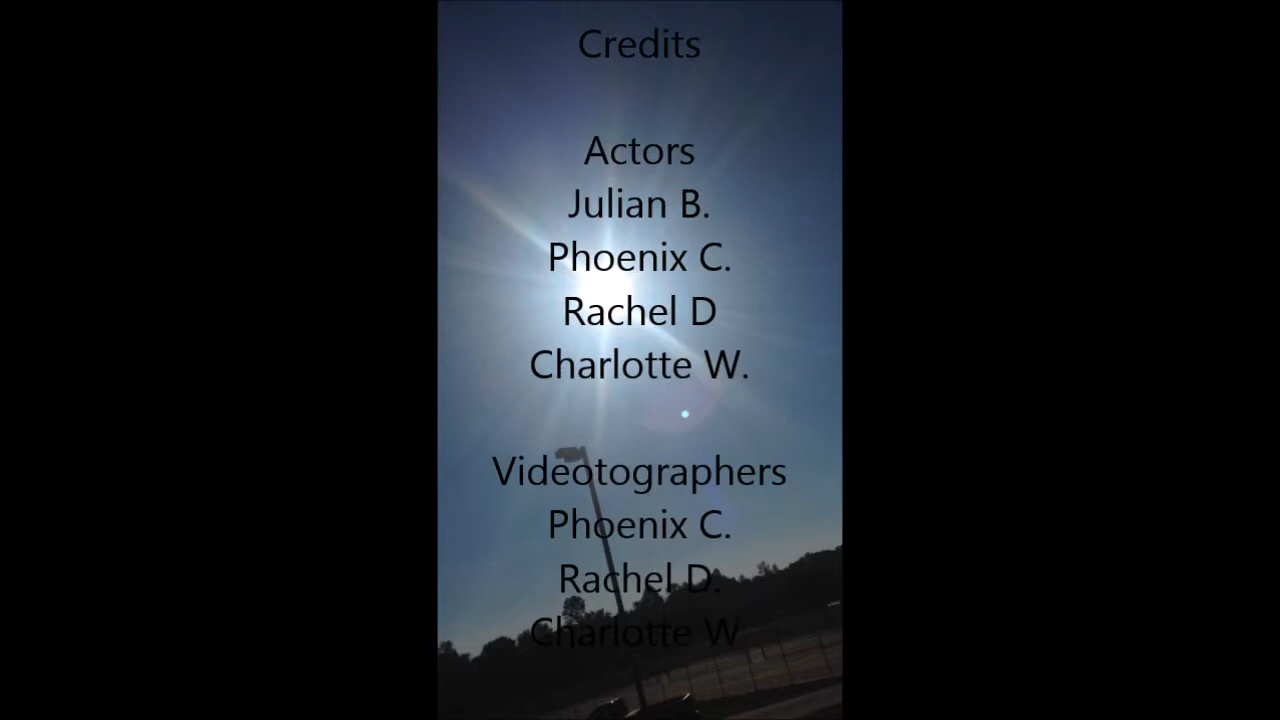 Credits
Actors
Julian B.
Phoenix C.
Rachel D
Charlotte W.
Videotographers
Phoenix C.
Rachel D.
Charlotte W